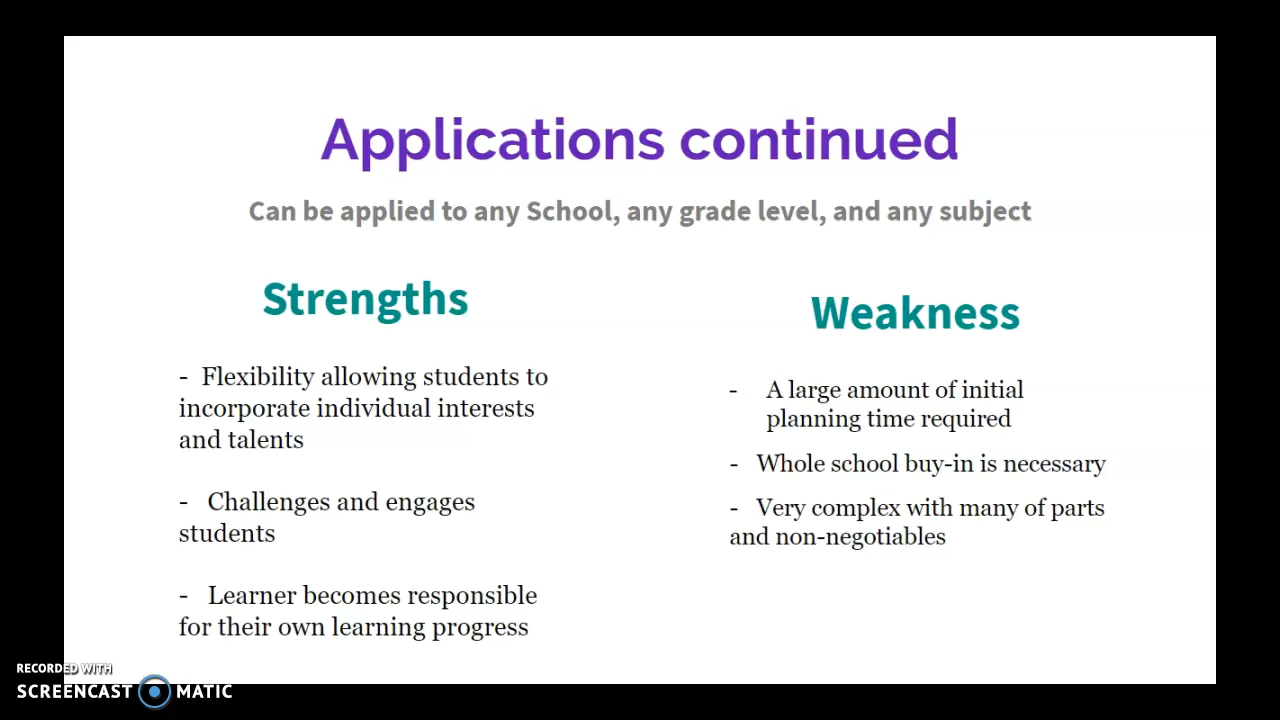 Applications continued
Can be applied to any School, any grade level, and any subject
Strengths
- Flexibility allowing students to
incorporate individual interests
and talents
- Challenges and engages
students
- Learner becomes responsible
for their own learning progress
Weakness
- A large amount of initial
planning time required
- Whole school buy-in is necessary
- Very complex with many of parts
and non-negotiables
RECORDED WITH
SCREENCAST MATIC